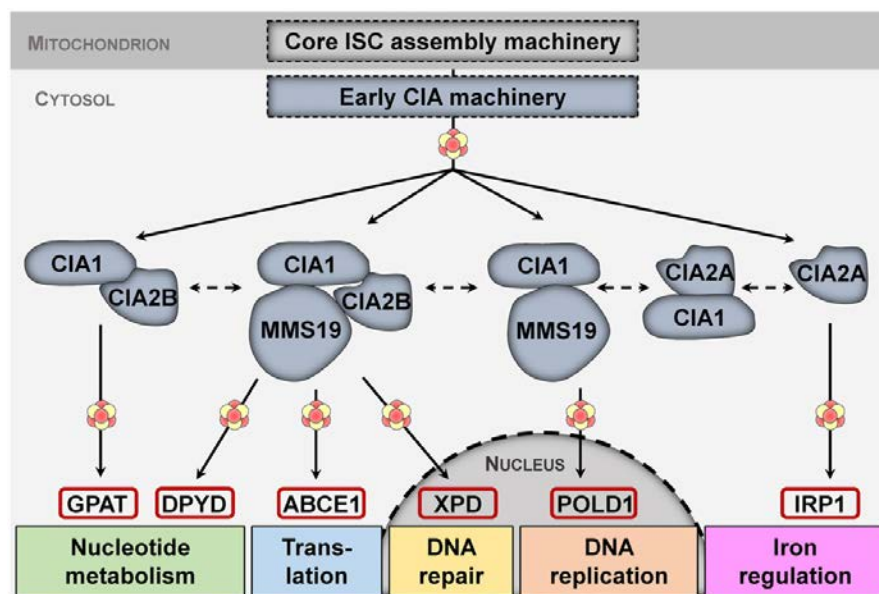 MITOCHONDRION
Core ISC assembly machinery
CYTOSOL
Early CIA machinery
CIA1
CIA2B
CIA1
CIA2B
MMS19
CIA1
MMS19
CIA2A
CIA1
CIA2A
NUCLEUS
GPAT
DPYD
ABCE1
XPD
POLD1
IRP1
Nucleotide
metabolism
Trans-
lation
DNA
repair
DNA
replication
Iron
regulation